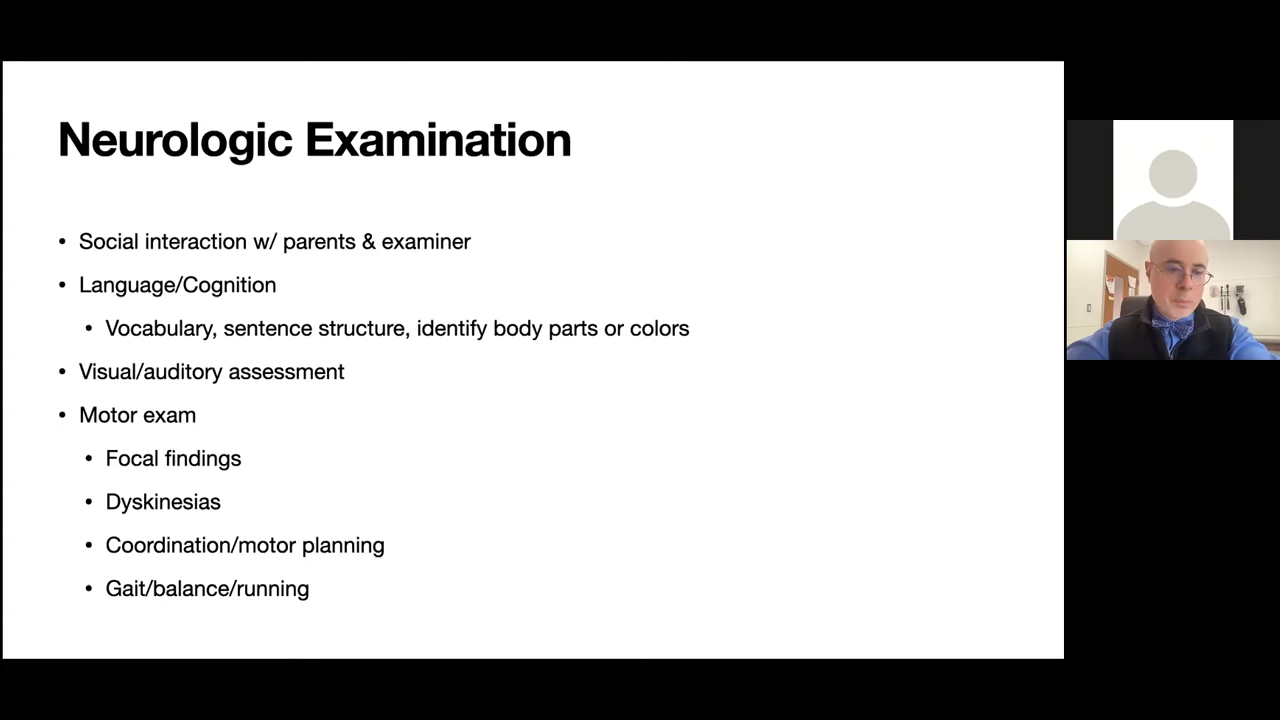 Neurologic Examination
• Social interaction w/ parents & examiner
• Language/Cognition
• Vocabulary, sentence structure, identify body parts or colors
• Visual/auditory assessment
• Motor exam
• Focal findings
• Dyskinesias
• Coordination/motor planning
• Gait/balance/running